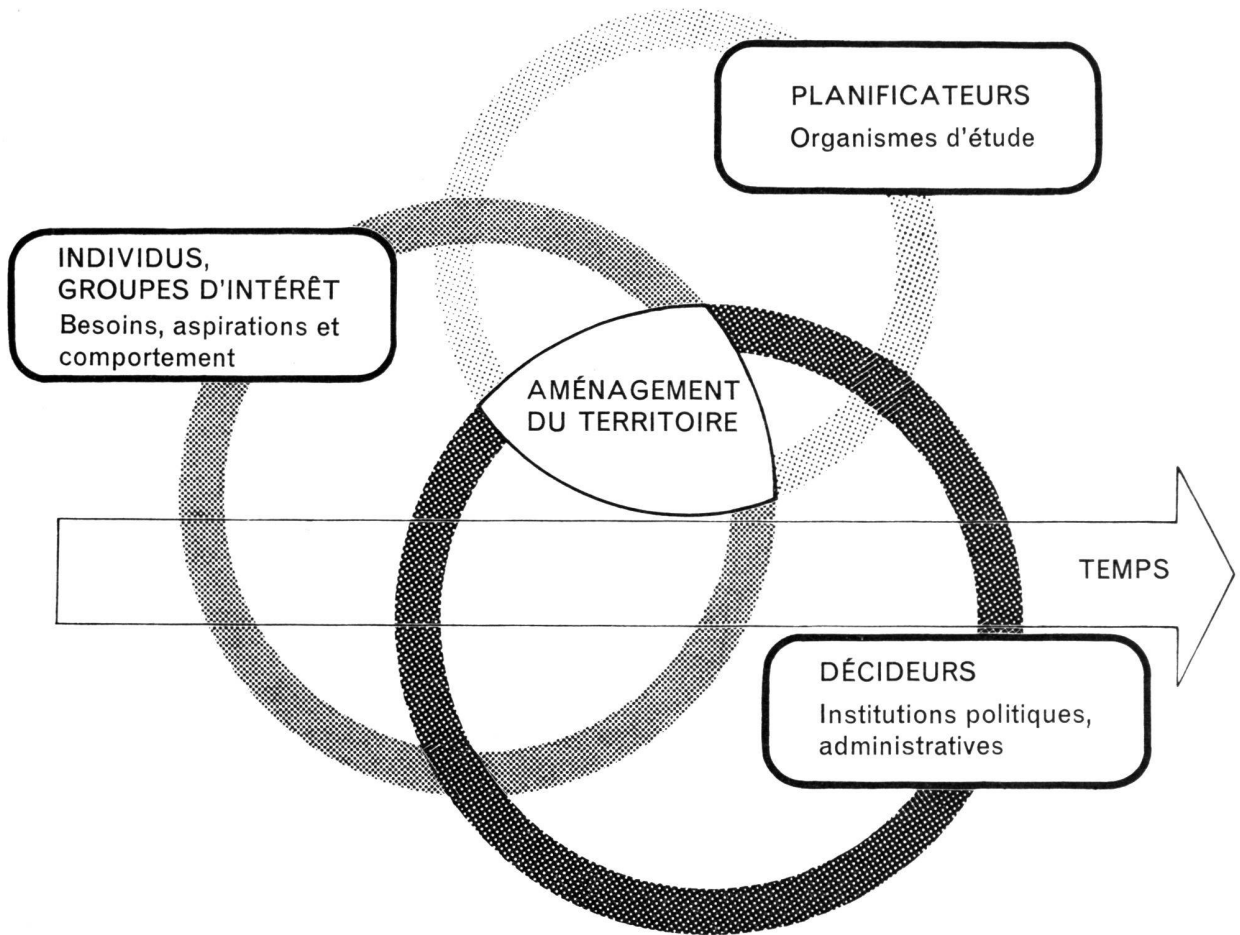 PLANIFICATEURS
Organismes d'étude
INDIVIDUS,
GROUPES D'INTÉRÊT
Besoins, aspirations et
comportement
AMÉNAGEMENT
DU TERRITOIRE
TEMPS
DÉCIDEURS
Institutions politiques,
administratives